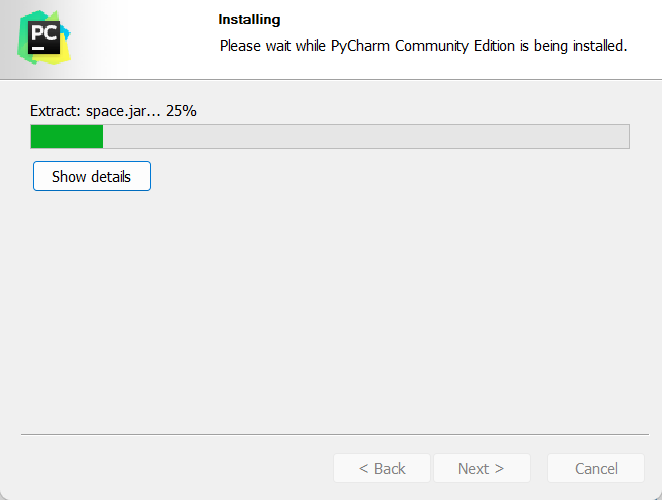 PC
Installing
Please wait while PyCharm Community Edition is being installed.
Extract: space.jar... 25%
Show details
< Back
Next >
Cancel